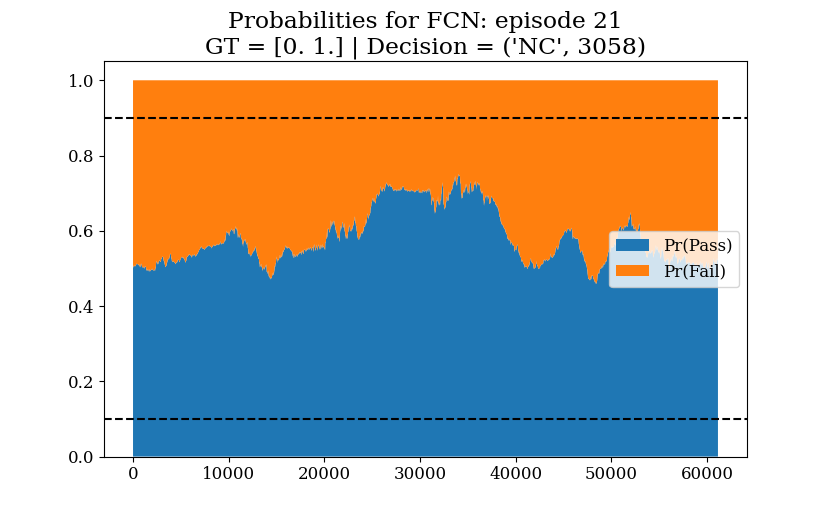 Probabilities for FCN: episode 21
GT = [0. 1.] | Decision = ('NC', 3058)
1.0
0.8
0.6
0.4
0.2
0.0
Pr(Pass)
Pr(Fail)
0 10000 20000 30000 40000 50000 60000